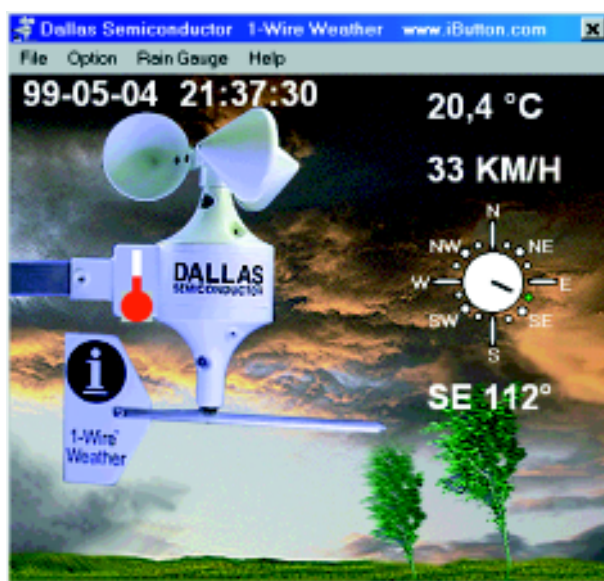 Dallas Semiconductor 1-Wire Weather www.iButton.com
File Option Rain Gauge Help
99-05-04 21:37:30
20,4 °C
33 KM/H
N
NW NE
W E
SW SE
S
SE 112°
DALLAS
SEMICONDUCTOR
i
1-Wire™
Weather